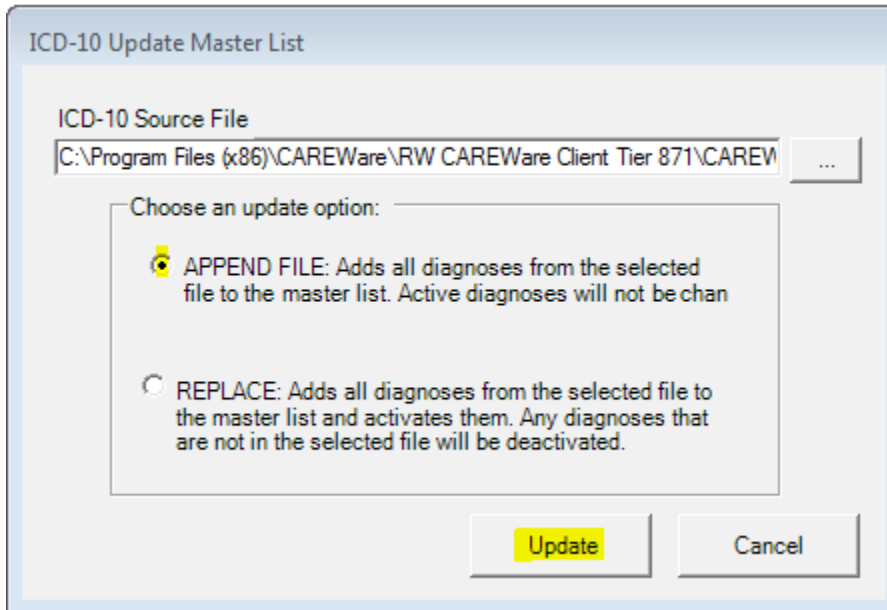 ICD-10 Update Master List
ICD-10 Source File
C:\Program Files (x86)\CAREWare\RW CAREWare Client Tier 871\CAREW
...
Choose an update option:
APPEND FILE: Adds all diagnoses from the selected
file to the master list. Active diagnoses will not be chan
REPLACE: Adds all diagnoses from the selected file to
the master list and activates them. Any diagnoses that
are not in the selected file will be deactivated.
Update
Cancel